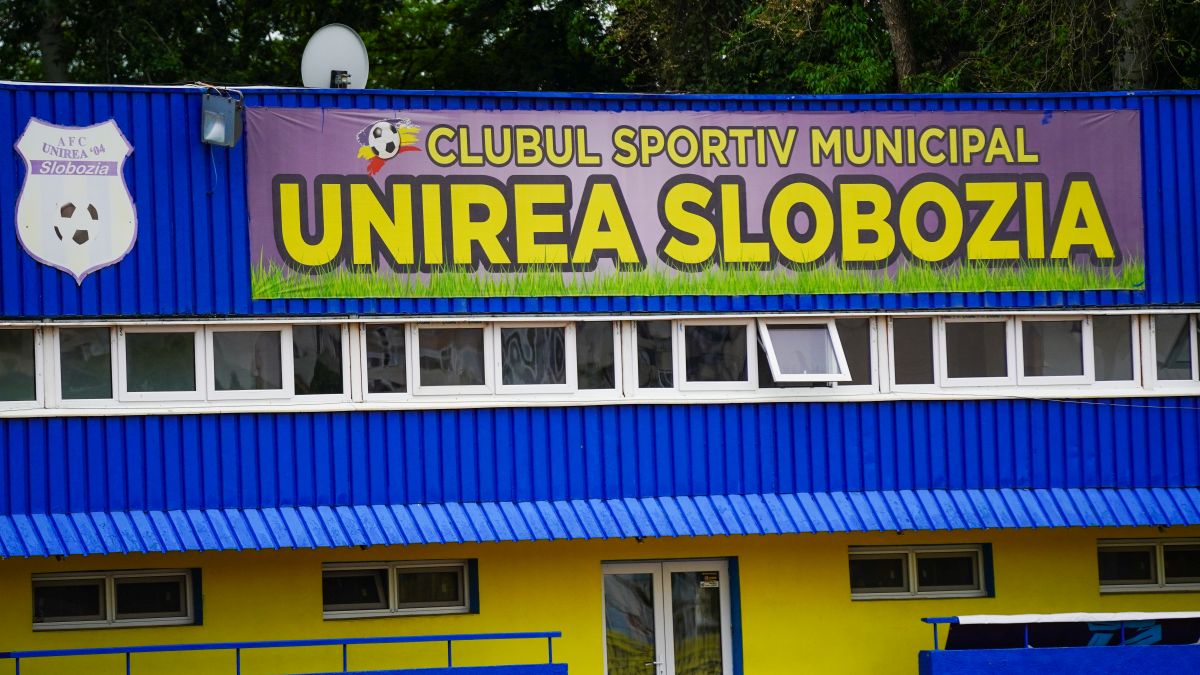 AFC
UNIREA '04
Slobozia
CLUBUL SPORTIV MUNICIPAL
UNIREA SLOBOZIA